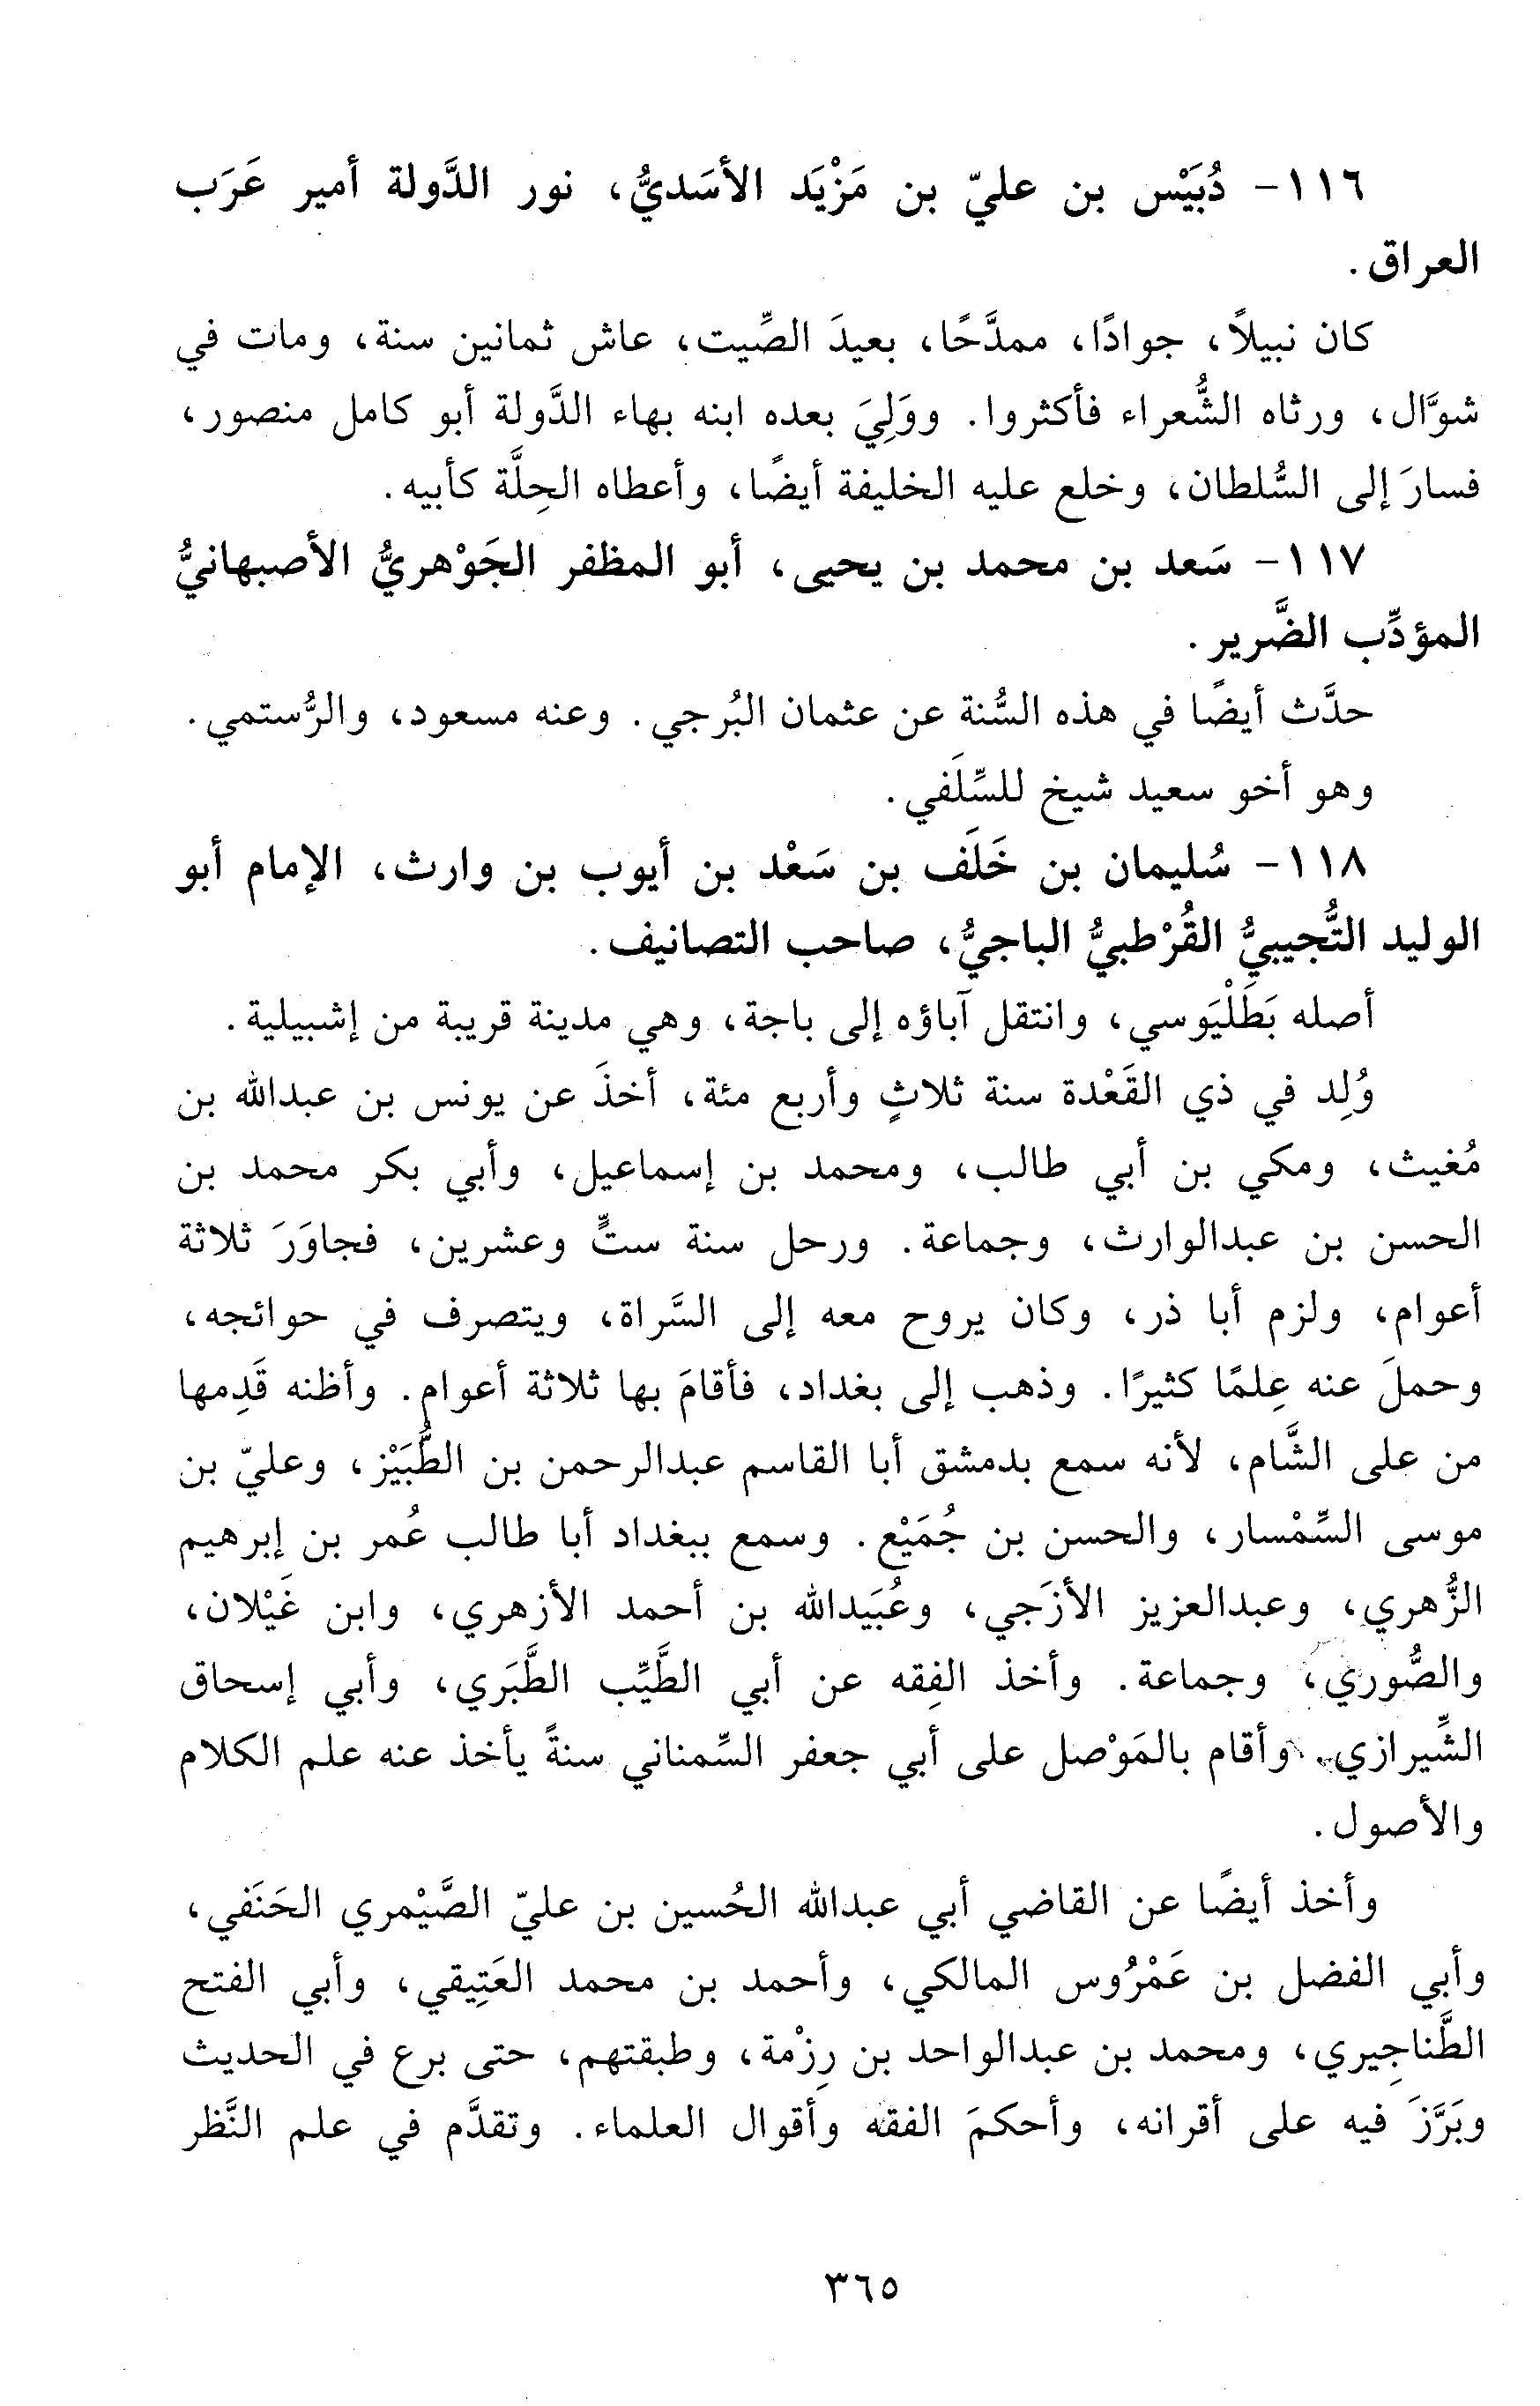 ١١٦- دُبَيْس بن عليّ بن مَزْيَد الأسَديُّ، نور الدَّولة أمير عَرَب
العراق.
كان نبيلاً، جوادًا، ممدَّحًا، بعيدَ الصِّيت، عاش ثمانين سنة، ومات في
شوَّال، ورثاه الشُّعراء فأكثروا. ووَلِيَ بعده ابنه بهاء الدَّولة أبو كامل منصور،
فسارَ إلى السُّلطان، وخلع عليه الخليفة أيضًا، وأعطاه الحِلَّة كأبيه.
١١٧- سَعد بن محمد بن يحيى، أبو المظفر الجَوْهريُّ الأصبهانيُّ
المؤدِّب الضَّرير.
حدَّث أيضًا في هذه السُّنة عن عثمان البُرجي. وعنه مسعود، والرُّستمي.
وهو أخو سعيد شيخ للسِّلَفي.
١١٨- سُليمان بن خَلَف بن سَعْد بن أيوب بن وارث، الإمام أبو
الوليد التُّجيبيُّ القُرْطبيُّ الباجيُّ، صاحب التصانيف.
أصله بَطَلْيَوسي، وانتقل آباؤه إلى باجة، وهي مدينة قريبة من إشبيلية.
وُلِد في ذي القَعْدة سنة ثلاثٍ وأربع مئة، أخذَ عن يونس بن عبدالله بن
مُغيث، ومكي بن أبي طالب، ومحمد بن إسماعيل، وأبي بكر محمد بن
الحسن بن عبدالوارث، وجماعة. ورحل سنة ستٍّ وعشرين، فجاوَرَ ثلاثة
أعوام، ولزم أبا ذر، وكان يروح معه إلى السَّراة، ويتصرف في حوائجه،
وحملَ عنه عِلمًا كثيرًا. وذهب إلى بغداد، فأقامَ بها ثلاثة أعوام. وأظنه قَدِمها
من على الشَّام، لأنه سمع بدمشق أبا القاسم عبدالرحمن بن الطُّبَيْز، وعليّ بن
موسى السِّمْسار، والحسن بن جُمَيْع. وسمع ببغداد أبا طالب عُمر بن إبرهيم
الزُّهري، وعبدالعزيز الأزَجي، وعُبَيدالله بن أحمد الأزهري، وابن غَيْلان،
والصُّوري، وجماعة. وأخذ الفِقه عن أبي الطَّيِّب الطَّبَري، وأبي إسحاق
الشِّيرازي. وأقام بالمَوْصل على أبي جعفر السِّمناني سنةً يأخذ عنه علم الكلام
والأصول.
وأخذ أيضًا عن القاضي أبي عبدالله الحُسين بن عليّ الصَّيْمري الحَنَفي،
وأبي الفضل بن عَمْرُوس المالكي، وأحمد بن محمد العَتِيقي، وأبي الفتح
الطَّناجِيري، ومحمد بن عبدالواحد بن رِزْمة، وطبقتهم، حتى برع في الحديث
وبَرَّزَ فيه على أقرانه، وأحكمَ الفقه وأقوال العلماء. وتقدَّم في علم النَّظر
٣٦٥